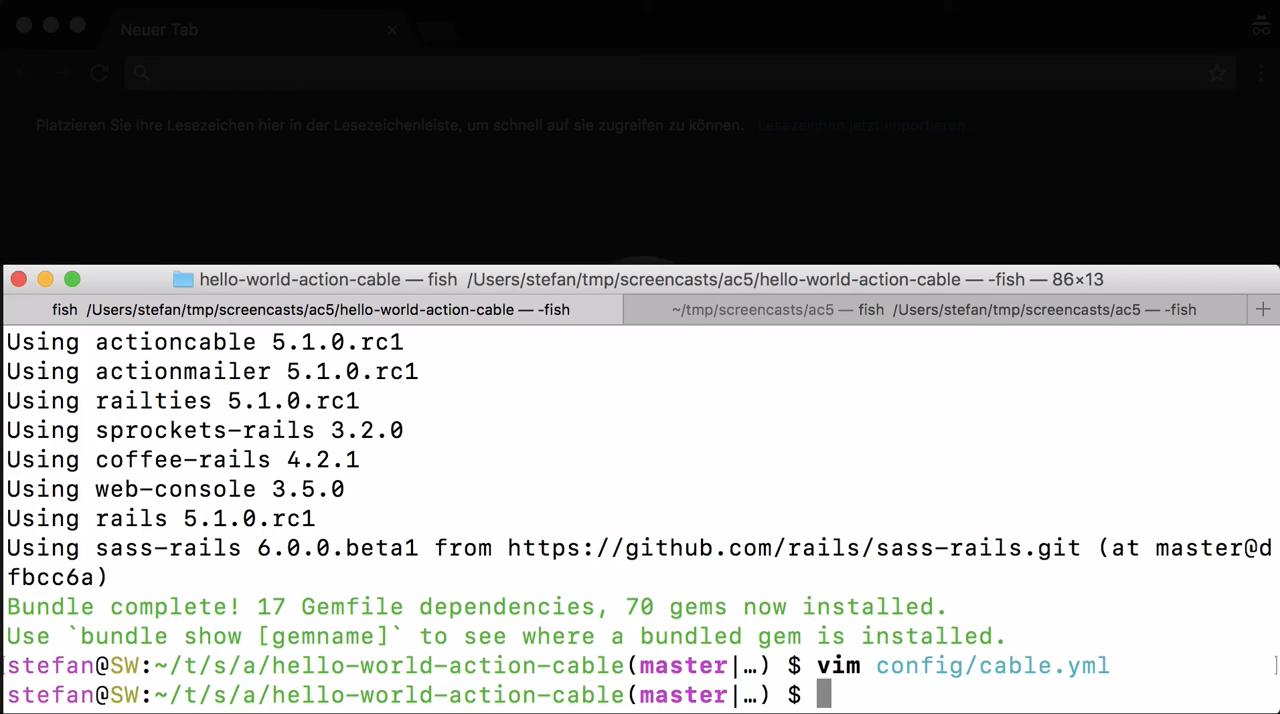 Neuer Tab
Platzieren Sie Ihre Lesezeichen hier in der Lesezeichenleiste, um schnell auf sie zugreifen zu können. Lesezeichen jetzt importieren...
hello-world-action-cable — fish /Users/stefan/tmp/screencasts/ac5/hello-world-action-cable — -fish — 86×13
fish /Users/stefan/tmp/screencasts/ac5/hello-world-action-cable — -fish
~/tmp/screencasts/ac5 — fish /Users/stefan/tmp/screencasts/ac5 — -fish
Using actioncable 5.1.0.rc1
Using actionmailer 5.1.0.rc1
Using railties 5.1.0.rc1
Using sprockets-rails 3.2.0
Using coffee-rails 4.2.1
Using web-console 3.5.0
Using rails 5.1.0.rc1
Using sass-rails 6.0.0.beta1 from https://github.com/rails/sass-rails.git (at master@d
fbcc6a)
Bundle complete! 17 Gemfile dependencies, 70 gems now installed.
Use `bundle show [gemname]` to see where a bundled gem is installed.
stefan@SW:~/t/s/a/hello-world-action-cable(master|…) $ vim config/cable.yml
stefan@SW:~/t/s/a/hello-world-action-cable(master|…) $